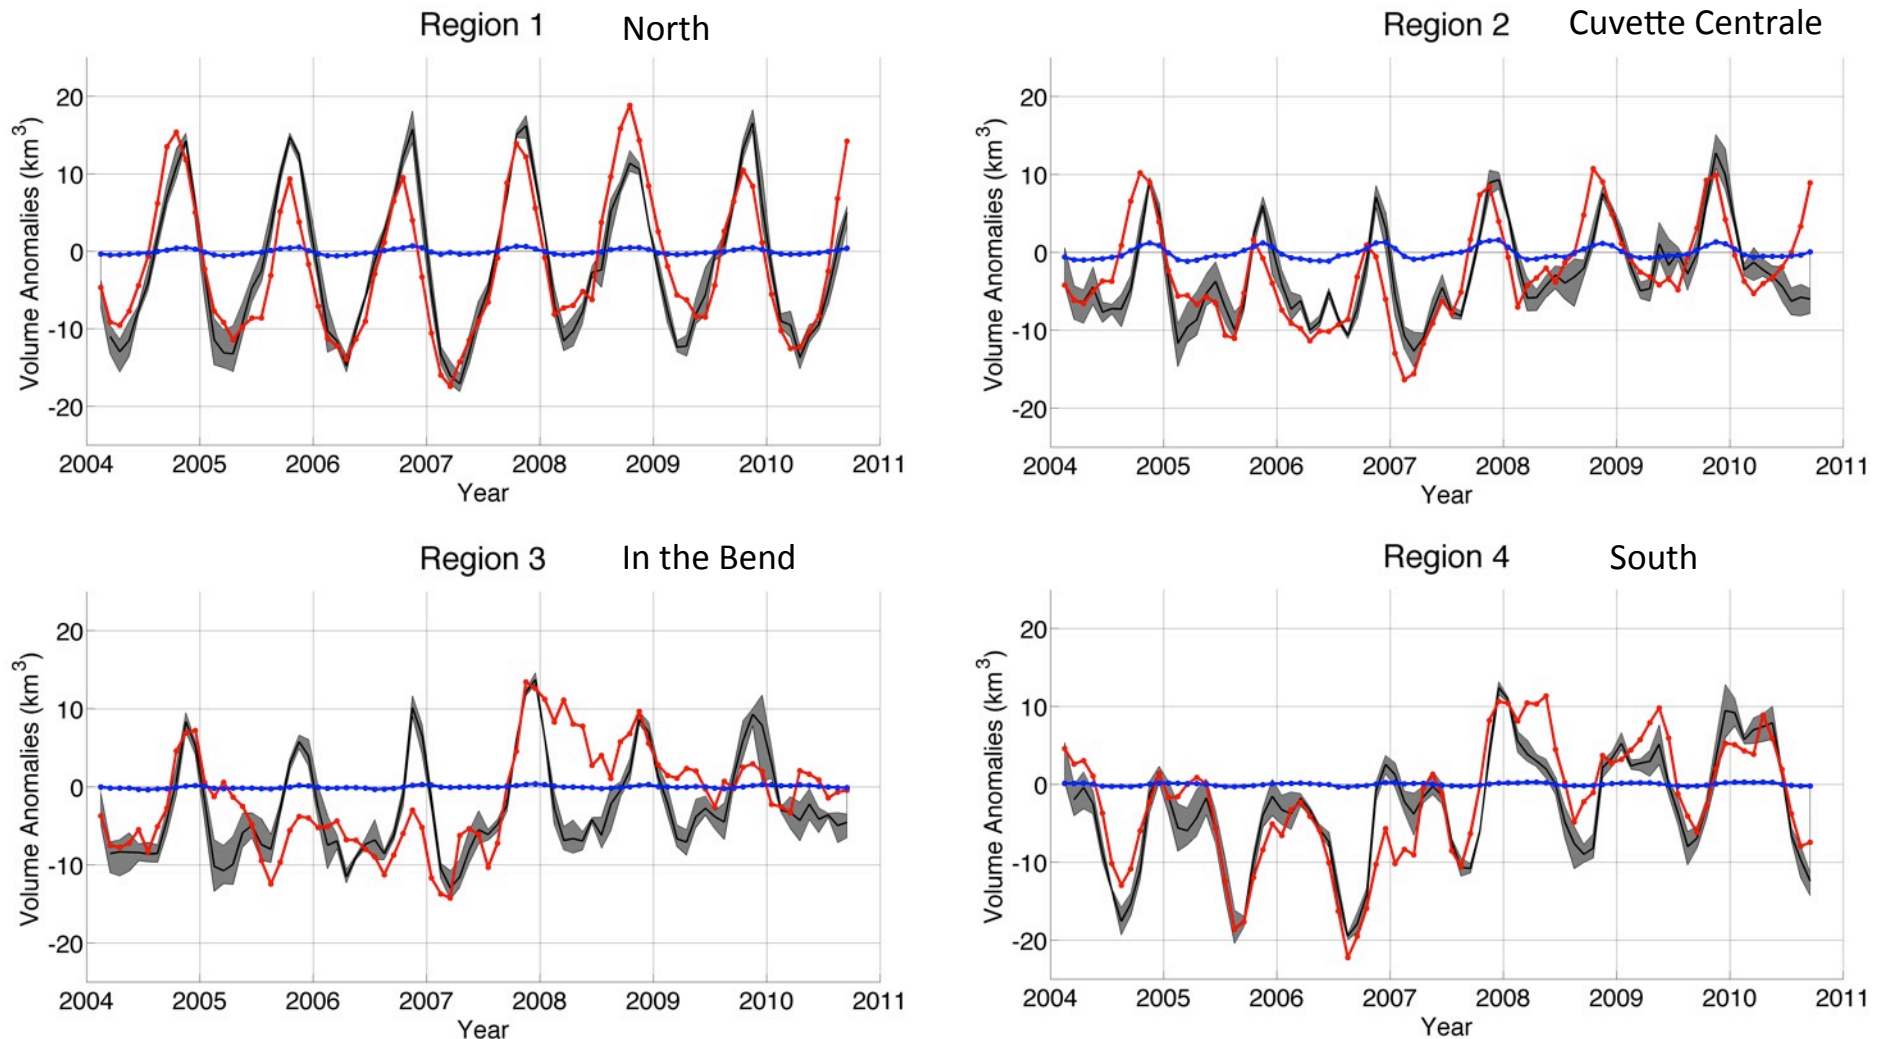 Region 1 North
Volume Anomalies (km3)
20
10
0
-10
-20
2004 2005 2006 2007 2008 2009 2010 2011
Year
Region 2 Cuvette Centrale
Volume Anomalies (km3)
20
10
0
-10
-20
2004 2005 2006 2007 2008 2009 2010 2011
Year
Region 3 In the Bend
Volume Anomalies (km3)
20
10
0
-10
-20
2004 2005 2006 2007 2008 2009 2010 2011
Year
Region 4 South
Volume Anomalies (km3)
20
10
0
-10
-20
2004 2005 2006 2007 2008 2009 2010 2011
Year